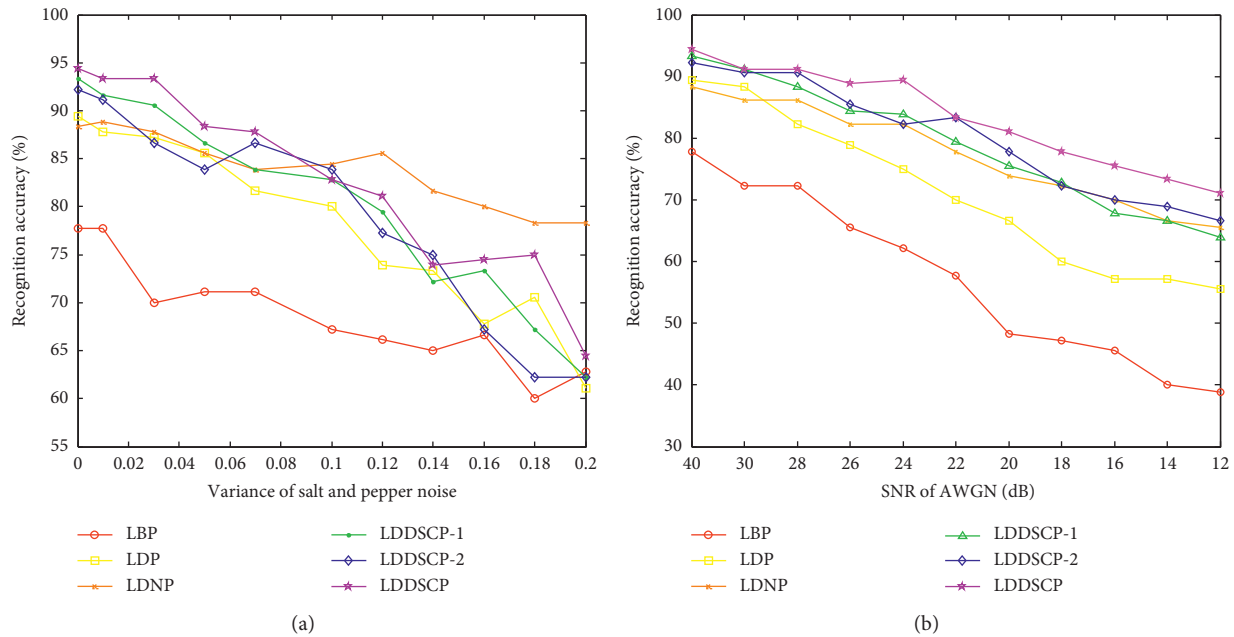 100
95
90
85
80
75
70
65
60
55
Recognition accuracy (%)
0 0.02 0.04 0.06 0.08 0.1 0.12 0.14 0.16 0.18 0.2
Variance of salt and pepper noise
LBP
LDP
LDNP
LDDSCP-1
LDDSCP-2
LDDSCP
(a)
100
90
80
70
60
50
40
30
Recognition accuracy (%)
40 30 28 26 24 22 20 18 16 14 12
SNR of AWGN (dB)
LBP
LDP
LDNP
LDDSCP-1
LDDSCP-2
LDDSCP
(b)